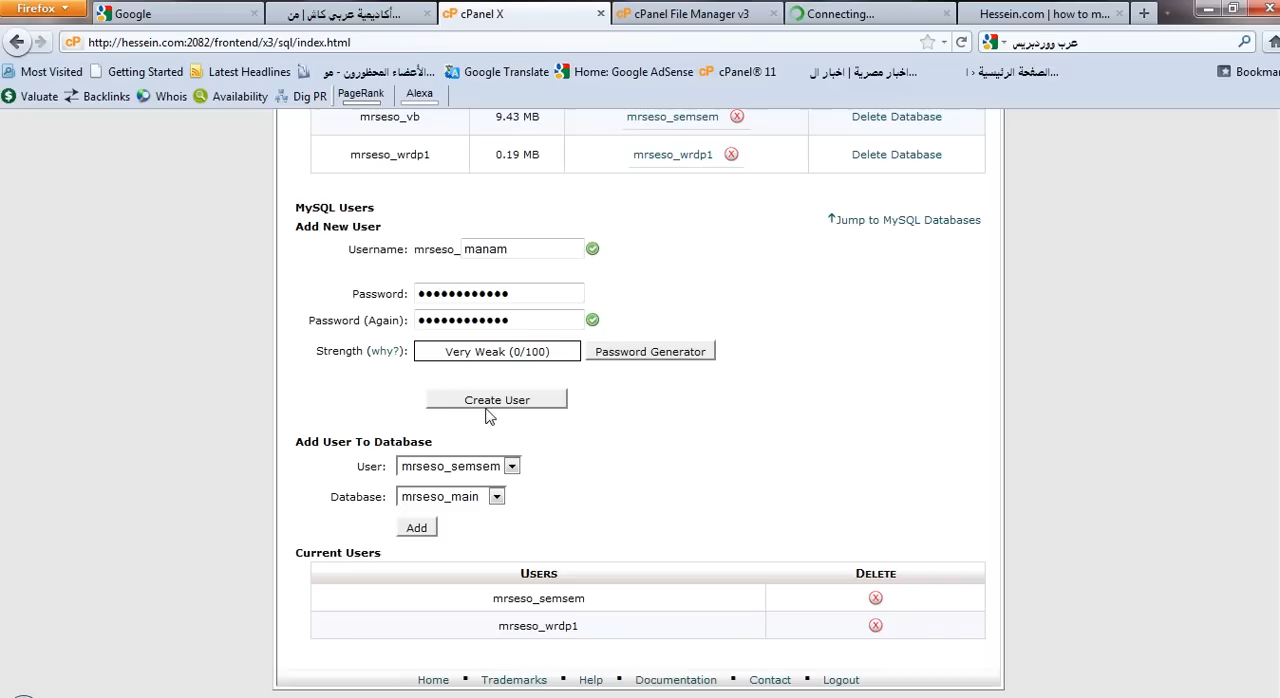 Firefox
Google
أكاديمية عربي كاش | من...
cPanel X
cPanel File Manager v3
Connecting...
Hessein.com | how to m...
http://hessein.com:2082/frontend/x3/sql/index.html
عرب ووردبريس
Most Visited
Getting Started
Latest Headlines
الأعضاء المحظورون - مو...
Google Translate
Home: Google AdSense
cPanel® 11
اخبار مصرية | اخبار ال...
الصفحة الرئيسية ‹ ا...
Bookma
Valuate
Backlinks
Whois
Availability
Dig PR
PageRank
Alexa
mrseso_vb 9.43 MB mrseso_semsem Delete Database
mrseso_wrdp1 0.19 MB mrseso_wrdp1 Delete Database
MySQL Users
Jump to MySQL Databases
Add New User
Username: mrseso_ manam
Password: ••••••••••••
Password (Again): ••••••••••••
Strength (why?): Very Weak (0/100) Password Generator
Create User
Add User To Database
User: mrseso_semsem
Database: mrseso_main
Add
Current Users
USERS DELETE
mrseso_semsem
mrseso_wrdp1
Home ▪ Trademarks ▪ Help ▪ Documentation ▪ Contact ▪ Logout